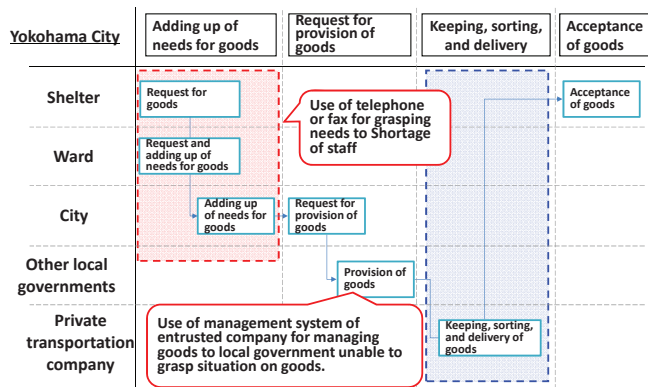 Yokohama City
Adding up of
needs for goods
Request for
provision of
goods
Keeping, sorting,
and delivery
Acceptance
of goods
Shelter
Request for
goods
Use of telephone
or fax for grasping
needs to Shortage
of staff
Acceptance
of goods
Ward
Request and
adding up of
needs for goods
City
Adding up
of needs for
goods
Request for
provision of
goods
Other local
governments
Provision of
goods
Private
transportation
company
Use of management system of
entrusted company for managing
goods to local government unable to
grasp situation on goods.
Keeping, sorting,
and delivery of
goods